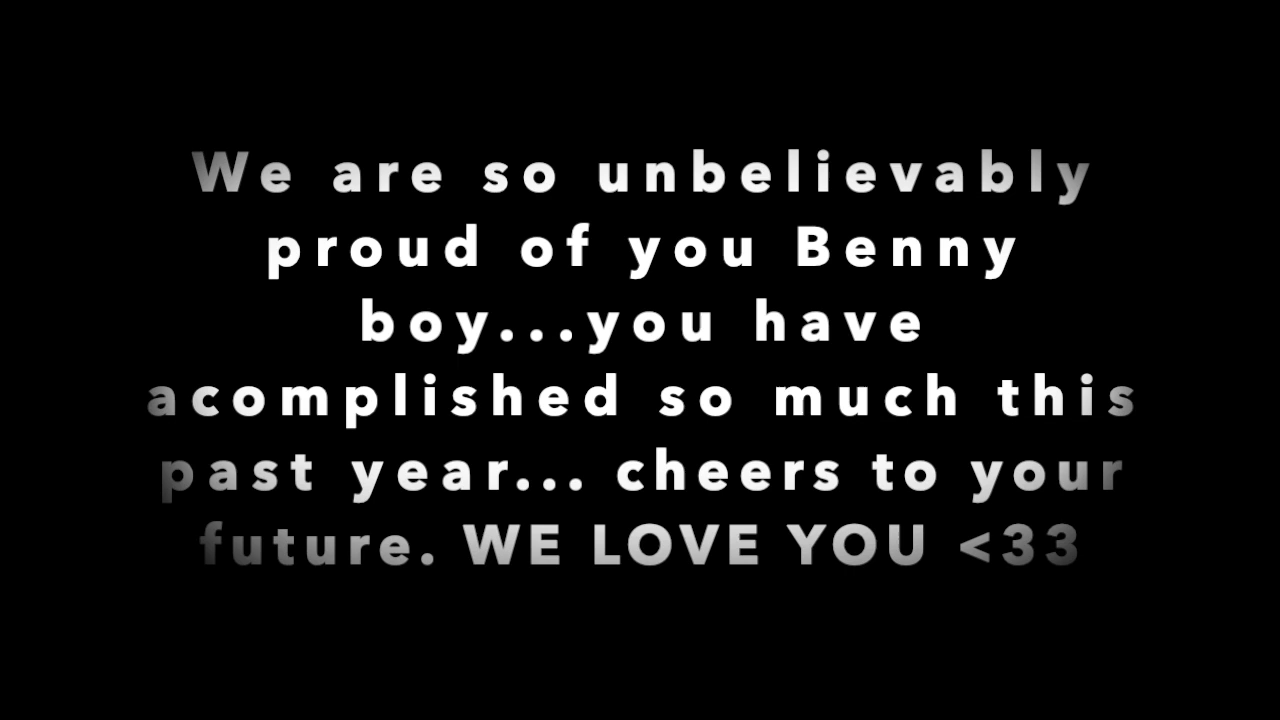 We are so unbelievably
proud of you Benny
boy...you have
acomplished so much this
past year... cheers to your
future. WE LOVE YOU <33